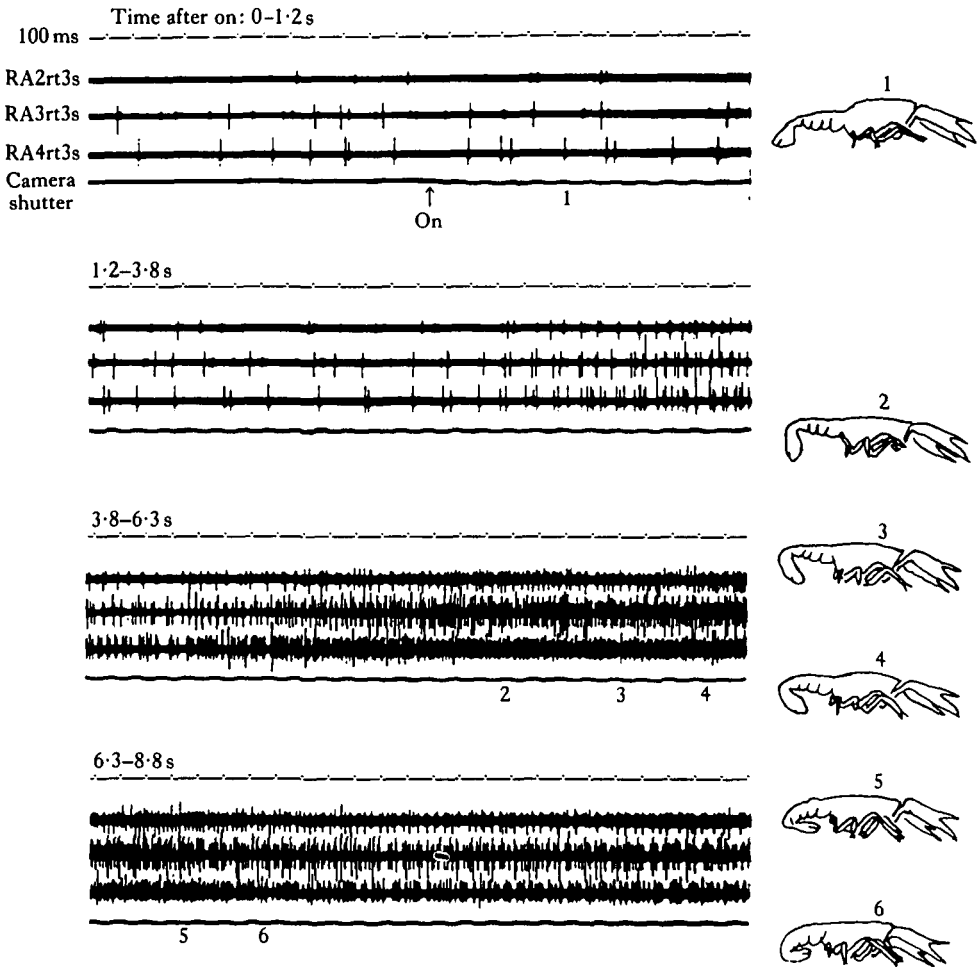 Time after on: 0–1·2 s
100 ms
RA2rt3s
RA3rt3s
RA4rt3s
Camera
shutter
↑
On
1
1
1·2–3·8 s
2
3·8–6·3 s
3
2 3 4
4
6·3–8·8 s
5
5 6
6